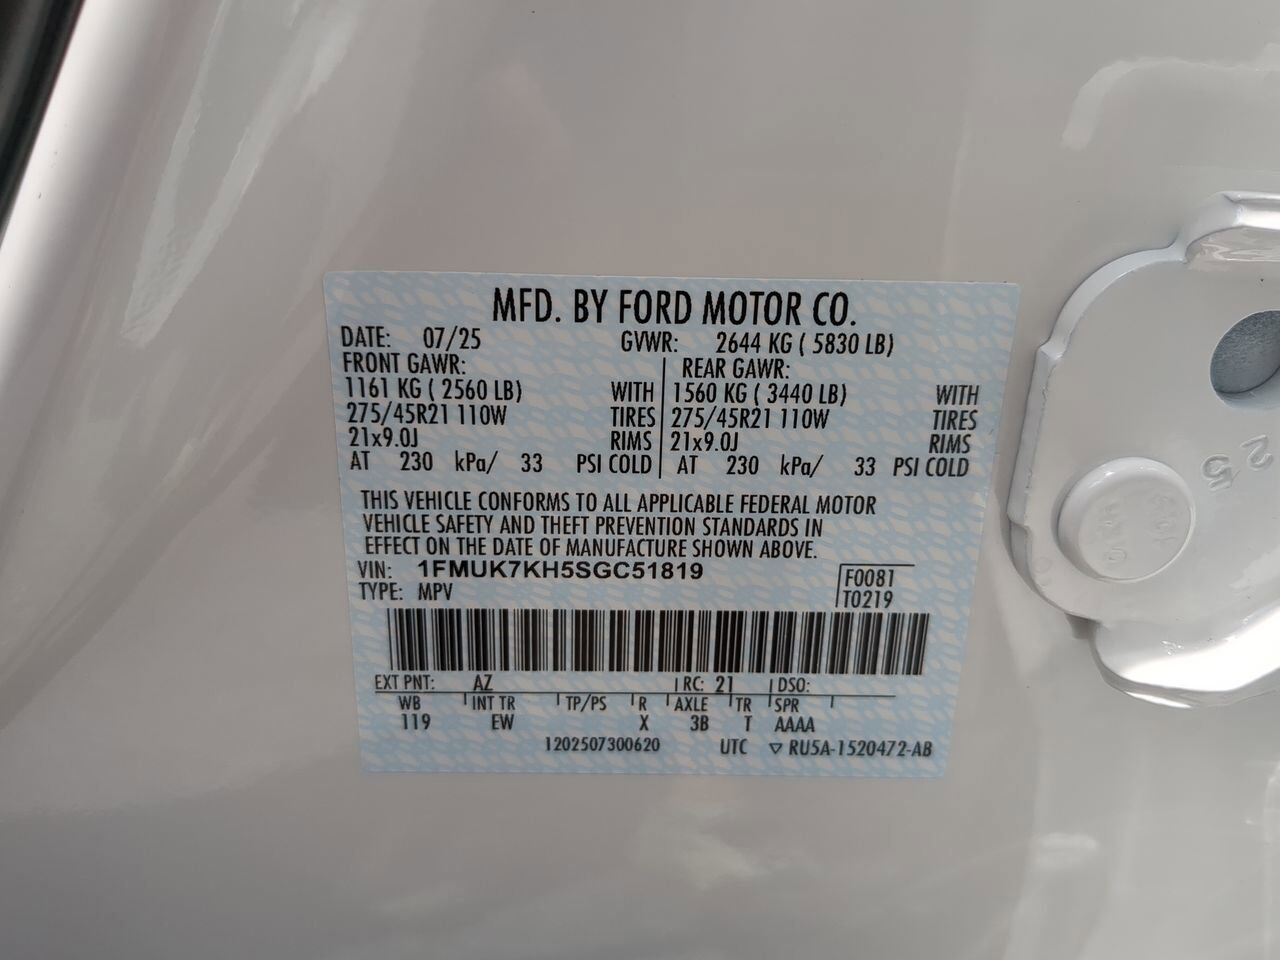 MFD. BY FORD MOTOR CO.
DATE: 07/25 GVWR: 2644 KG ( 5830 LB)
FRONT GAWR: REAR GAWR:
1161 KG ( 2560 LB) WITH 1560 KG ( 3440 LB) WITH
275/45R21 110W TIRES 275/45R21 110W TIRES
21x9.0J RIMS 21x9.0J RIMS
AT 230 kPa/ 33 PSI COLD AT 230 kPa/ 33 PSI COLD
THIS VEHICLE CONFORMS TO ALL APPLICABLE FEDERAL MOTOR
VEHICLE SAFETY AND THEFT PREVENTION STANDARDS IN
EFFECT ON THE DATE OF MANUFACTURE SHOWN ABOVE.
VIN: 1FMUK7KH5SGC51819 F0081
TYPE: MPV T0219
EXT PNT: AZ RC: 21 DSO:
WB INT TR TP/PS R AXLE TR SPR
119 EW X 3B T AAAA
1202507300620 UTC ▽ RU5A-1520472-AB
25